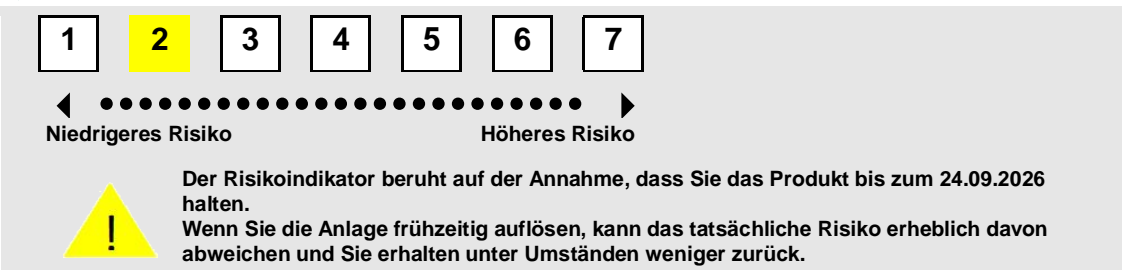 1 2 3 4 5 6 7
Niedrigeres Risiko Höheres Risiko
Der Risikoindikator beruht auf der Annahme, dass Sie das Produkt bis zum 24.09.2026
halten.
Wenn Sie die Anlage frühzeitig auflösen, kann das tatsächliche Risiko erheblich davon
abweichen und Sie erhalten unter Umständen weniger zurück.
!